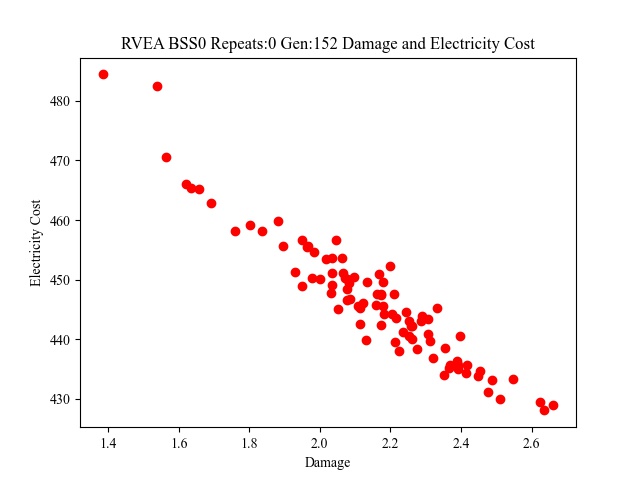 RVEA BSS0 Repeats:0 Gen:152 Damage and Electricity Cost
480
470
460
450
440
430
Electricity Cost
1.4 1.6 1.8 2.0 2.2 2.4 2.6
Damage